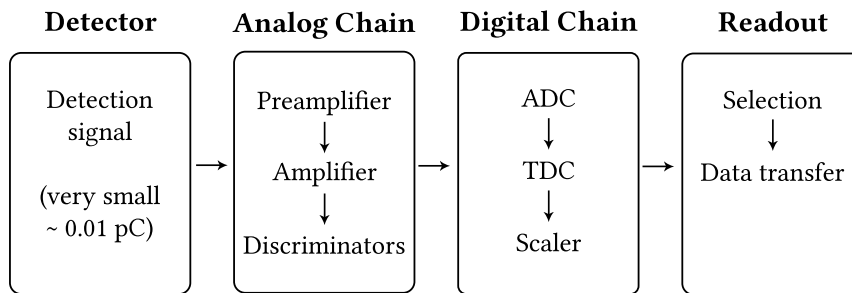 Detector
Detection
signal
(very small
~ 0.01 pC)
Analog Chain
Preamplifier
Amplifier
Discriminators
Digital Chain
ADC
TDC
Scaler
Readout
Selection
Data transfer